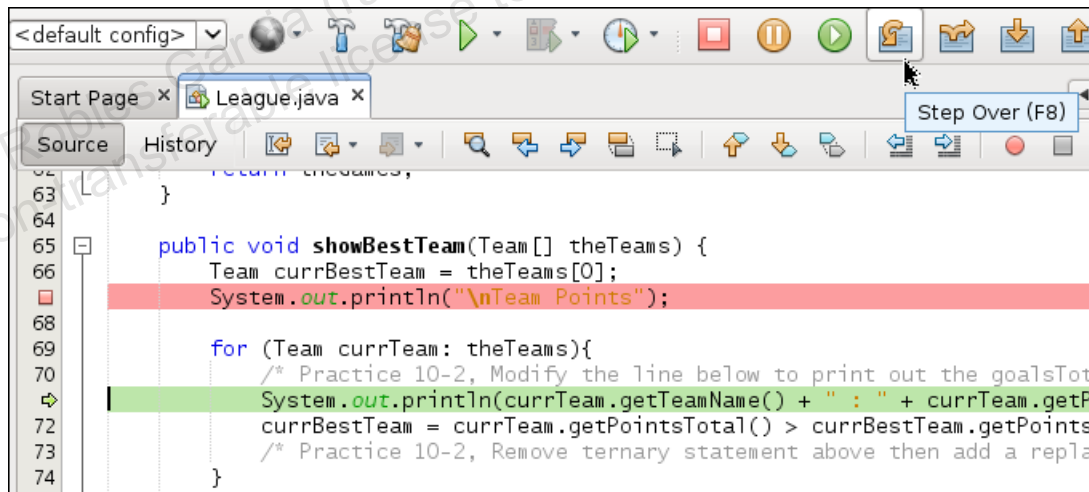 <default config>
Start Page
League.java
Step Over (F8)
Source History
63 }
64
65 public void showBestTeam(Team[] theTeams) {
66 Team currBestTeam = theTeams[0];
System.out.println("\nTeam Points");
68
69 for (Team currTeam: theTeams){
70 /* Practice 10-2, Modify the line below to print out the goalsTot
System.out.println(currTeam.getTeamName() + " : " + currTeam.getP
72 currBestTeam = currTeam.getPointsTotal() > currBestTeam.getPoints
73 /* Practice 10-2, Remove ternary statement above then add a repla
74 }